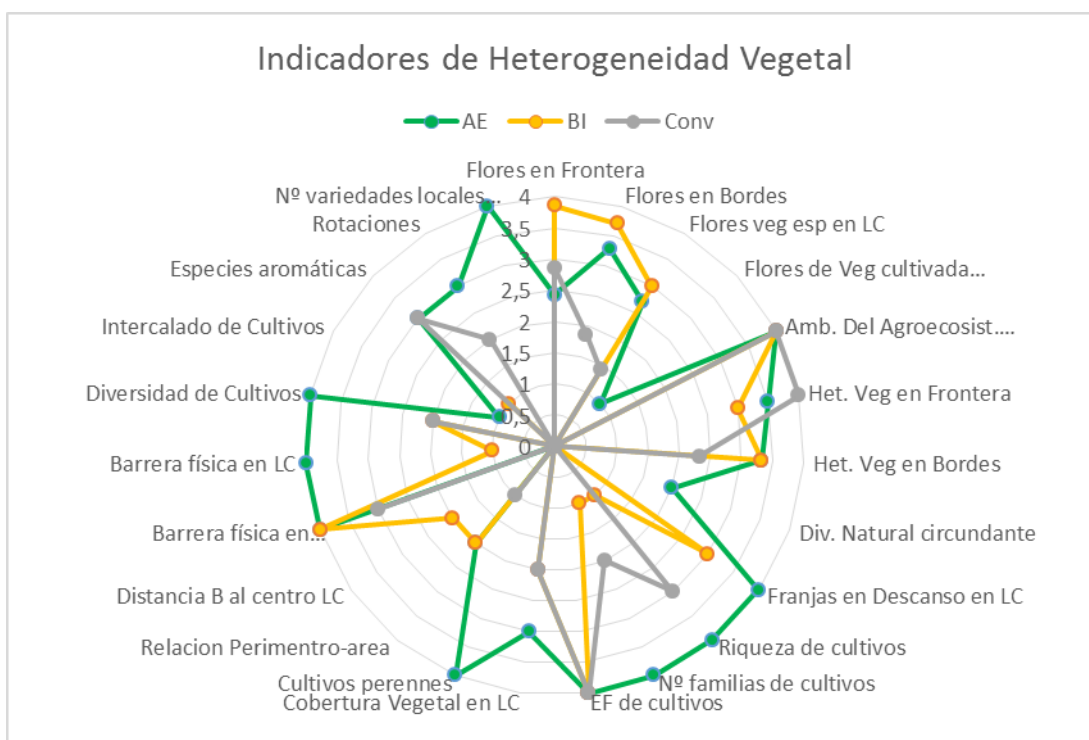 Indicadores de Heterogeneidad Vegetal
AE
BI
Conv
Flores en Frontera
Flores en Bordes
Flores veg esp en LC
Flores de Veg cultivada...
Amb. Del Agroecosist....
Het. Veg en Frontera
Het. Veg en Bordes
Div. Natural circundante
Franjas en Descanso en LC
Riqueza de cultivos
Nº familias de cultivos
EF de cultivos
Cobertura Vegetal en LC
Cultivos perennes
Relacion Perimentro-area
Distancia B al centro LC
Barrera física en...
Barrera física en LC
Diversidad de Cultivos
Intercalado de Cultivos
Especies aromáticas
Rotaciones
Nº variedades locales...
4
3,5
3
2,5
2
1,5
1
0,5
0